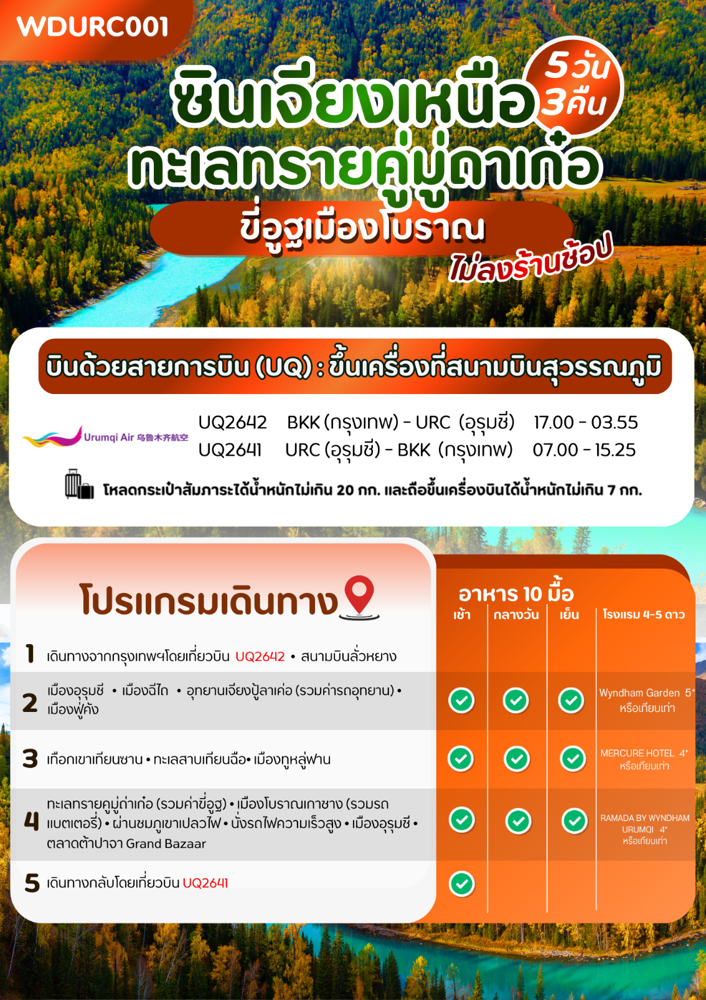 WDURC001
5 วัน
3 คืน
ซินเจียงเหนือ
ทะเลทรายคู่มู่ถาเก๋อ
ขี่อูฐเมืองโบราณ
ไม่ลงร้านช้อป
บินด้วยสายการบิน (UQ) : ขึ้นเครื่องที่สนามบินสุวรรณภูมิ
Urumqi Air 乌鲁木齐航空
UQ2642 BKK (กรุงเทพ) – URC (อุรุมชี) 17.00 – 03.55
UQ2641 URC (อุรุมชี) – BKK (กรุงเทพ) 07.00 – 15.25
โหลดกระเป๋าสัมภาระได้น้ำหนักไม่เกิน 20 กก. และถือขึ้นเครื่องบินได้น้ำหนักไม่เกิน 7 กก.
โปรแกรมเดินทาง
อาหาร 10 มื้อ
เช้า กลางวัน เย็น โรงแรม 4-5 ดาว
1 เดินทางจากกรุงเทพฯโดยเที่ยวบิน UQ2642 • สนามบินลั่วหยาง
2 เมืองอุรุมชี • เมืองฉีไถ • อุทยานเจียงปู้ลาเค่อ (รวมค่ารถอุทยาน) •
เมืองฟู่คัง
Wyndham Garden 5*
หรือเทียบเท่า
3 เทือกเขาเทียนซาน • ทะเลสาบเทียนฉือ• เมืองทูหลู่ฟาน
MERCURE HOTEL 4*
หรือเทียบเท่า
4 ทะเลทรายคูมู่ถ่าเก๋อ (รวมค่าขี่อูฐ) • เมืองโบราณเกาชาง (รวมรถ
แบตเตอรี่) • ผ่านชมภูเขาเปลวไฟ • นั่งรถไฟความเร็วสูง • เมืองอุรุมชี •
ตลาดต้าปาจา Grand Bazaar
RAMADA BY WYNDHAM
URUMQI 4*
หรือเทียบเท่า
5 เดินทางกลับโดยเที่ยวบิน UQ2641